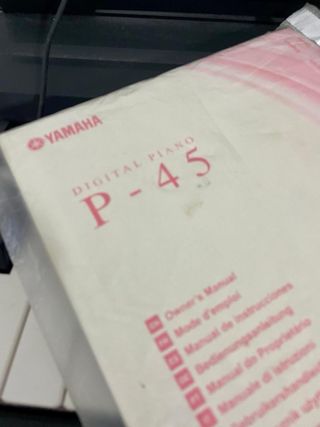 YAMAHA
DIGITAL PIANO
P-45
Owner's Manual
Mode d'emploi
Manual de instrucciones
Bedienungsanleitung
Manual do Proprietário
Manuale di istruzioni